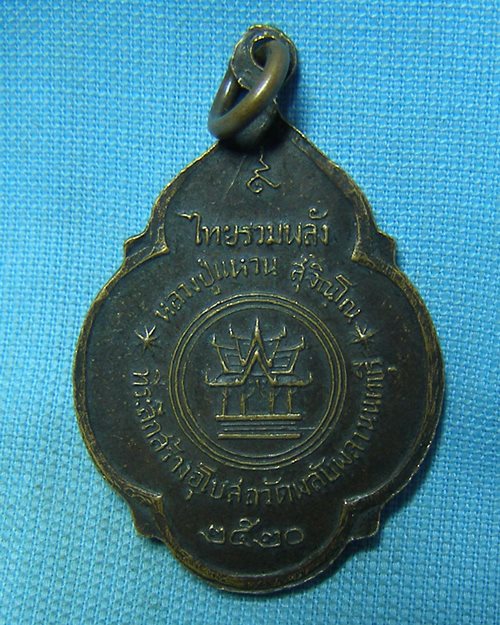 ๙
ไทยรวมพลัง
หลวงปู่แหวน สุจิณฺโณ
ที่ระลึกสร้างอุโบสถวัดพลับพลานนทบุรี
๒๕๒๐